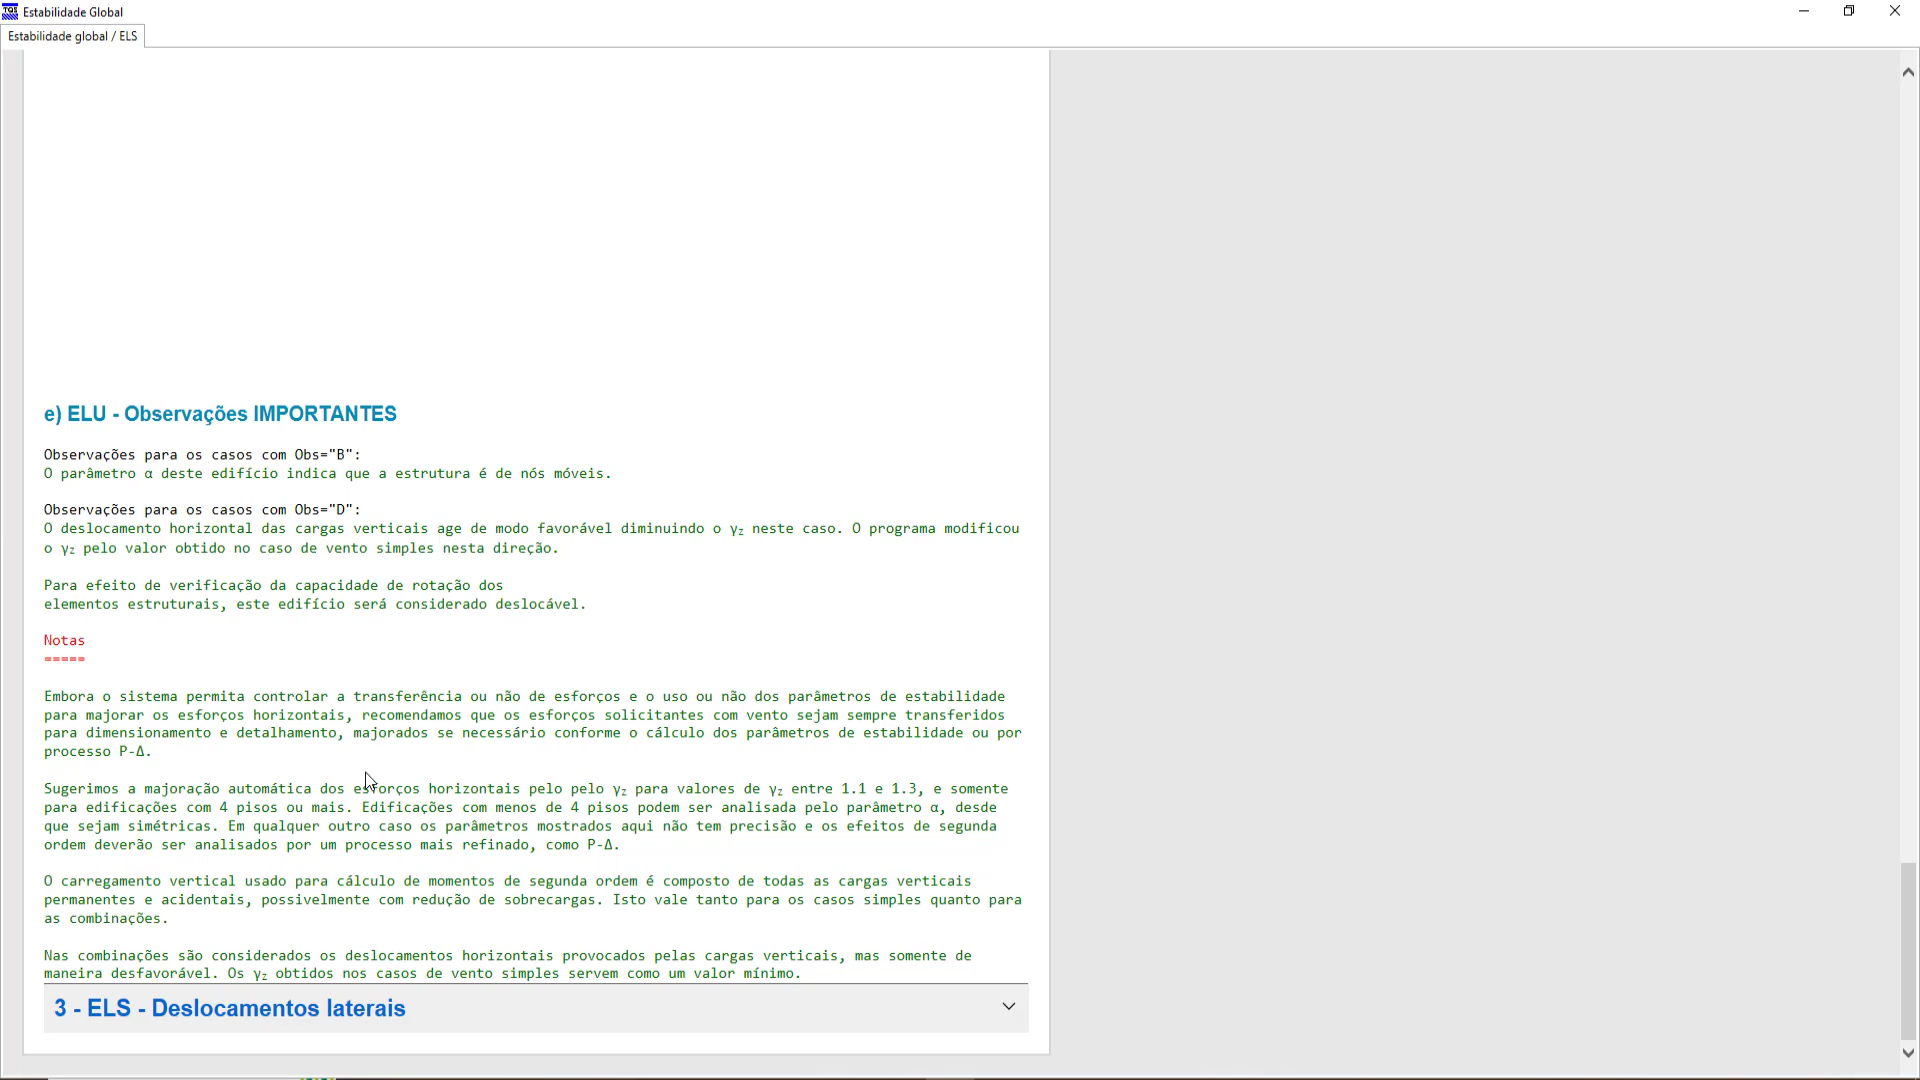 TQS Estabilidade Global
Estabilidade global / ELS
e) ELU - Observações IMPORTANTES
Observações para os casos com Obs="B":
O parâmetro α deste edifício indica que a estrutura é de nós móveis.
Observações para os casos com Obs="D":
O deslocamento horizontal das cargas verticais age de modo favorável diminuindo o γz neste caso. O programa modificou
o γz pelo valor obtido no caso de vento simples nesta direção.
Para efeito de verificação da capacidade de rotação dos
elementos estruturais, este edifício será considerado deslocável.
Notas
=====
Embora o sistema permita controlar a transferência ou não de esforços e o uso ou não dos parâmetros de estabilidade
para majorar os esforços horizontais, recomendamos que os esforços solicitantes com vento sejam sempre transferidos
para dimensionamento e detalhamento, majorados se necessário conforme o cálculo dos parâmetros de estabilidade ou por
processo P-Δ.
Sugerimos a majoração automática dos esforços horizontais pelo pelo γz para valores de γz entre 1.1 e 1.3, e somente
para edificações com 4 pisos ou mais. Edificações com menos de 4 pisos podem ser analisada pelo parâmetro α, desde
que sejam simétricas. Em qualquer outro caso os parâmetros mostrados aqui não tem precisão e os efeitos de segunda
ordem deverão ser analisados por um processo mais refinado, como P-Δ.
O carregamento vertical usado para cálculo de momentos de segunda ordem é composto de todas as cargas verticais
permanentes e acidentais, possivelmente com redução de sobrecargas. Isto vale tanto para os casos simples quanto para
as combinações.
Nas combinações são considerados os deslocamentos horizontais provocados pelas cargas verticais, mas somente de
maneira desfavorável. Os γz obtidos nos casos de vento simples servem como um valor mínimo.
3 - ELS - Deslocamentos laterais